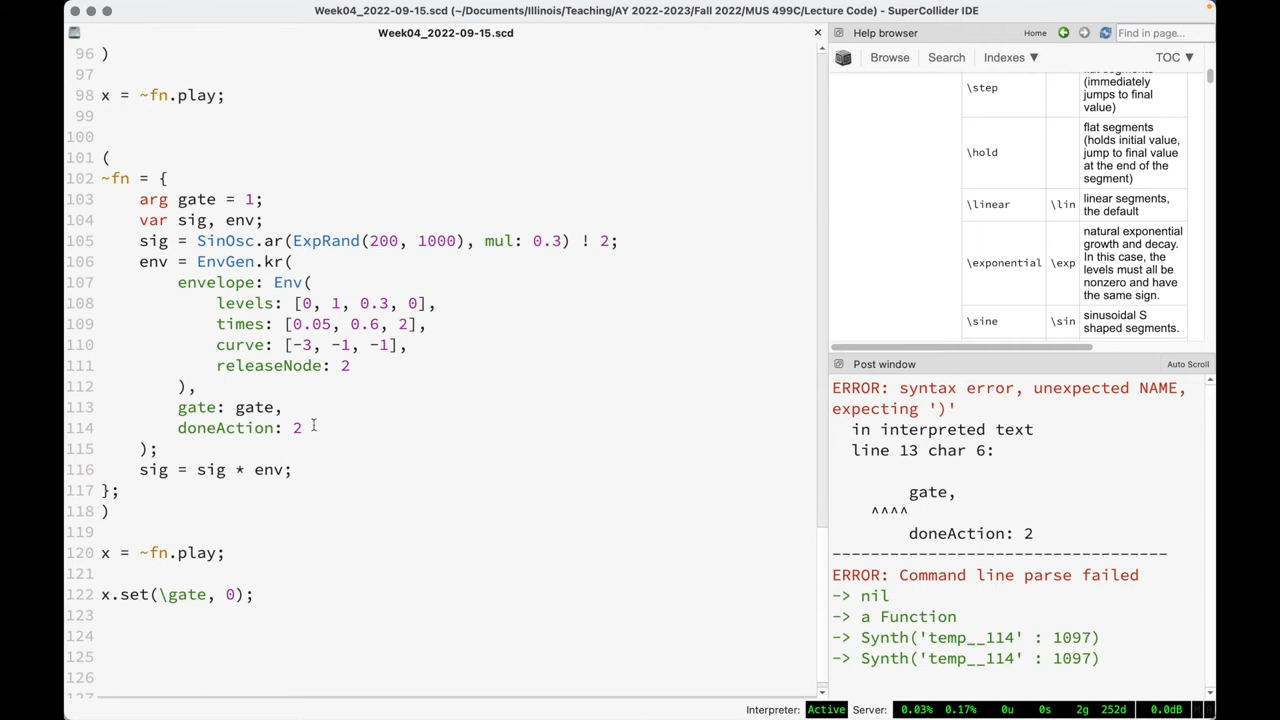 Week04_2022-09-15.scd (~/Documents/Illinois/Teaching/AY 2022-2023/Fall 2022/MUS 499C/Lecture Code) - SuperCollider IDE
Week04_2022-09-15.scd
96 )
97
98 x = ~fn.play;
99
100
101 (
102 ~fn = {
103 arg gate = 1;
104 var sig, env;
105 sig = SinOsc.ar(ExpRand(200, 1000), mul: 0.3) ! 2;
106 env = EnvGen.kr(
107 envelope: Env(
108 levels: [0, 1, 0.3, 0],
109 times: [0.05, 0.6, 2],
110 curve: [-3, -1, -1],
111 releaseNode: 2
112 ),
113 gate: gate,
114 doneAction: 2
115 );
116 sig = sig * env;
117 };
118 )
119
120 x = ~fn.play;
121
122 x.set(\gate, 0);
123
124
125
126
127
Help browser Home Find in page...
Browse Search Indexes ▼ TOC ▼
flat segments
\step (immediately
jumps to final
value)
flat segments
(holds initial value,
\hold jump to final value
at the end of the
segment)
\linear \lin linear segments,
the default
natural exponential
growth and decay.
\exponential \exp In this case, the
levels must all be
nonzero and have
the same sign.
\sine \sin sinusoidal S
shaped segments.
Post window Auto Scroll
ERROR: syntax error, unexpected NAME,
expecting ')'
in interpreted text
line 13 char 6:
gate,
^^^^
doneAction: 2
-----------------------------------
ERROR: Command line parse failed
-> nil
-> a Function
-> Synth('temp__114' : 1097)
-> Synth('temp__114' : 1097)
Interpreter: Active Server: 0.03% 0.17% 0u 0s 2g 252d 0.0dB M R